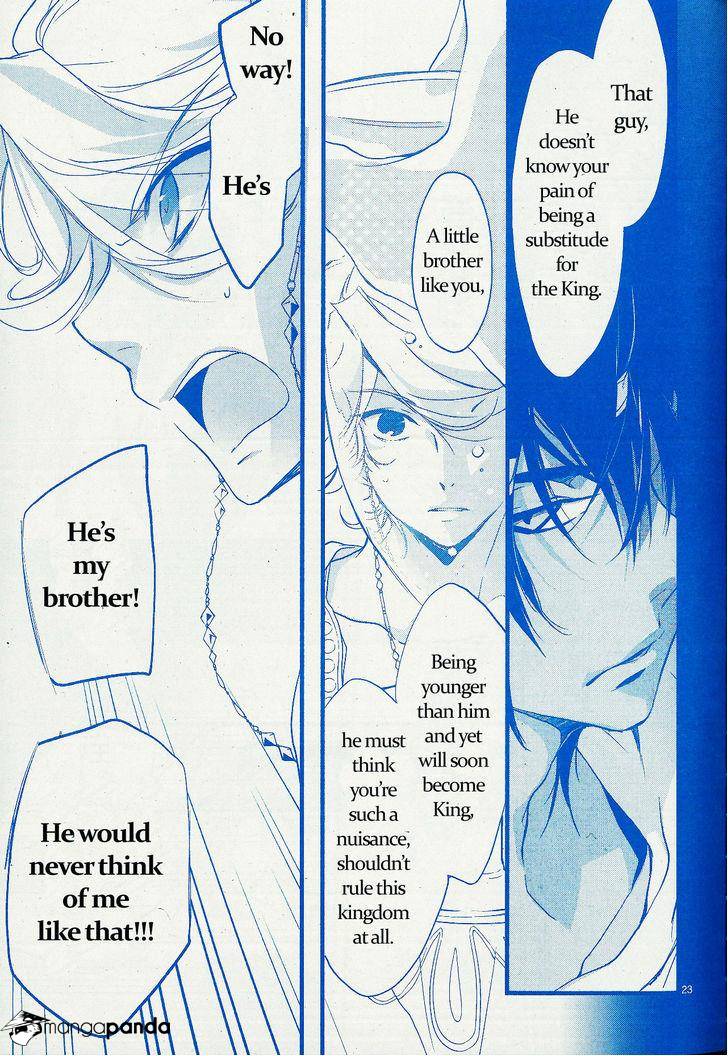 That
guy,
He
doesn't
know your
pain of
being a
substitude
for
the King.
A little
brother
like you,
Being
younger
than him
and yet
will soon
become
King,
he must
think
you're
such a
nuisance,
shouldn't
rule this
kingdom
at all.
No
way!
He's
He's
my
brother!
He would
never think
of me
like that!!!
23
mangapanda